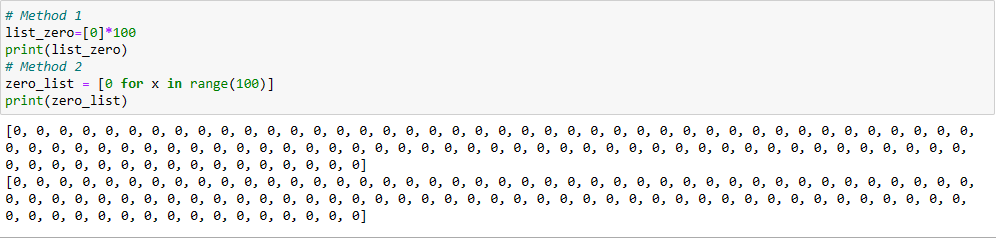 # Method 1
list_zero=[0]*100
print(list_zero)
# Method 2
zero_list = [0 for x in range(100)]
print(zero_list)
[0, 0, 0, 0, 0, 0, 0, 0, 0, 0, 0, 0, 0, 0, 0, 0, 0, 0, 0, 0, 0, 0, 0, 0, 0, 0, 0, 0, 0, 0, 0, 0, 0, 0, 0, 0, 0, 0, 0, 0, 0, 0,
0, 0, 0, 0, 0, 0, 0, 0, 0, 0, 0, 0, 0, 0, 0, 0, 0, 0, 0, 0, 0, 0, 0, 0, 0, 0, 0, 0, 0, 0, 0, 0, 0, 0, 0, 0, 0, 0, 0, 0, 0, 0,
0, 0, 0, 0, 0, 0, 0, 0, 0, 0, 0, 0, 0, 0, 0, 0]
[0, 0, 0, 0, 0, 0, 0, 0, 0, 0, 0, 0, 0, 0, 0, 0, 0, 0, 0, 0, 0, 0, 0, 0, 0, 0, 0, 0, 0, 0, 0, 0, 0, 0, 0, 0, 0, 0, 0, 0, 0, 0,
0, 0, 0, 0, 0, 0, 0, 0, 0, 0, 0, 0, 0, 0, 0, 0, 0, 0, 0, 0, 0, 0, 0, 0, 0, 0, 0, 0, 0, 0, 0, 0, 0, 0, 0, 0, 0, 0, 0, 0, 0, 0,
0, 0, 0, 0, 0, 0, 0, 0, 0, 0, 0, 0, 0, 0, 0, 0]